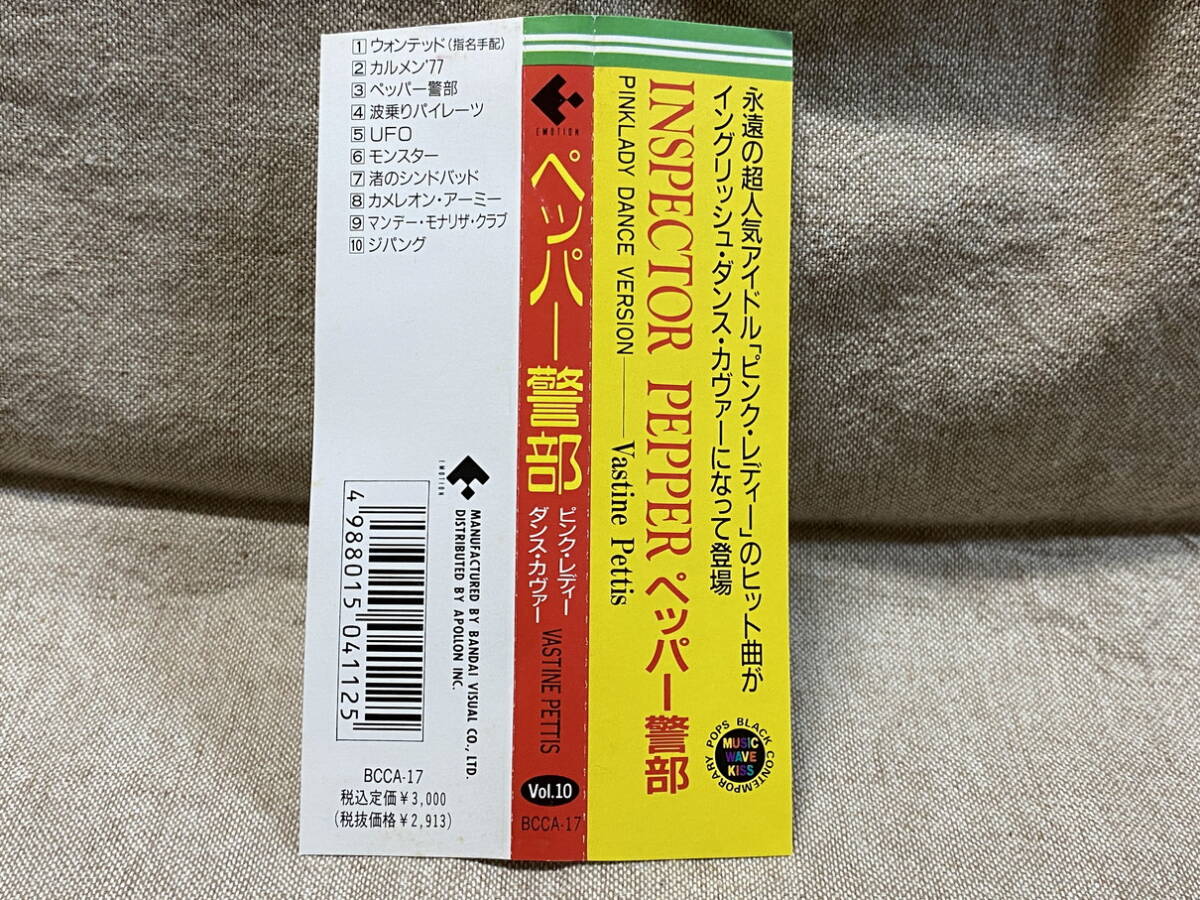 1 ウォンテッド(指名手配)
2 カルメン'77
3 ペッパー警部
4 波乗りパイレーツ
5 UFO
6 モンスター
7 渚のシンドバッド
8 カメレオン・アーミー
9 マンデー・モナリザ・クラブ
10 ジパング
EMOTION
MANUFACTURED BY BANDAI VISUAL CO., LTD.
DISTRIBUTED BY APOLLON INC.
4 988015 041125
BCCA-17
税込定価¥3,000
(税抜価格¥2,913)
EMOTION
ペッパー警部
ピンク・レディー
ダンス・カヴァー
VASTINE PETTIS
Vol.10
BCCA-17
永遠の超人気アイドル「ピンク・レディー」のヒット曲が
イングリッシュ・ダンス・カヴァーになって登場
INSPECTOR PEPPER ペッパー警部
PINKLADY DANCE VERSION——Vastine Pettis
POPS BLACK CONTEMPORARY
MUSIC
WAVE
KISS